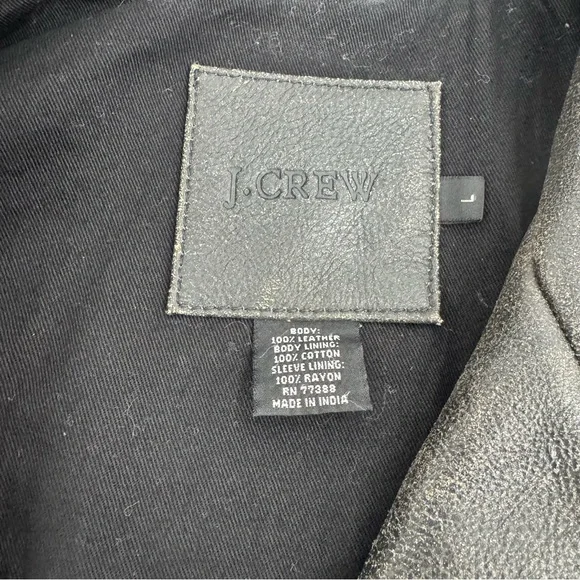 J.CREW
L
BODY:
100% LEATHER
BODY LINING:
100% COTTON
SLEEVE LINING:
100% RAYON
RN 77388
MADE IN INDIA